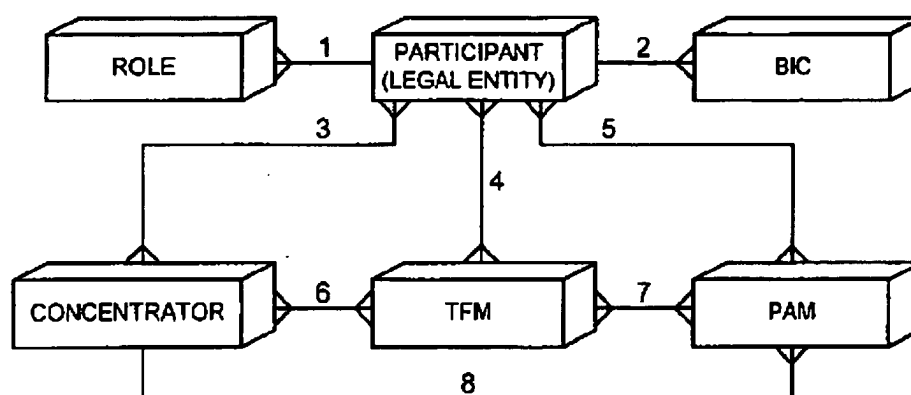 ROLE
1
PARTICIPANT
(LEGAL ENTITY)
2
BIC
3
4
5
CONCENTRATOR
6
TFM
7
PAM
8